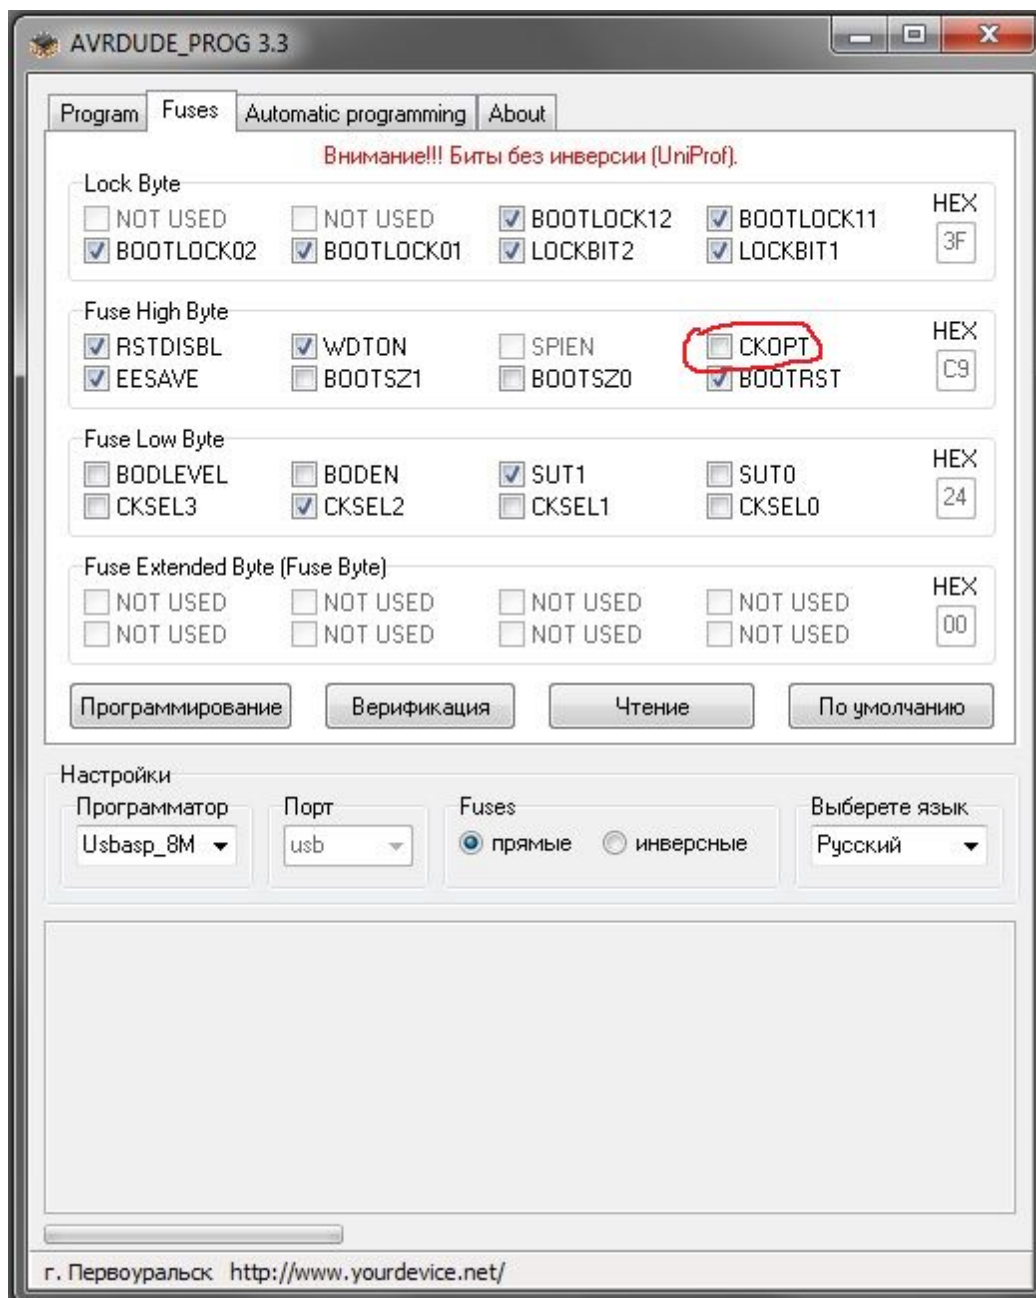 AVRDUDE_PROG 3.3
Program Fuses Automatic programming About
Внимание!!! Биты без инверсии (UniProf).
Lock Byte
NOT USED NOT USED BOOTLOCK12 BOOTLOCK11 HEX
BOOTLOCK02 BOOTLOCK01 LOCKBIT2 LOCKBIT1 3F
Fuse High Byte
RSTDISBL WDTON SPIEN CKOPT HEX
EESAVE BOOTSZ1 BOOTSZ0 BOOTRST C9
Fuse Low Byte
BODLEVEL BODEN SUT1 SUT0 HEX
CKSEL3 CKSEL2 CKSEL1 CKSEL0 24
Fuse Extended Byte (Fuse Byte)
NOT USED NOT USED NOT USED NOT USED HEX
NOT USED NOT USED NOT USED NOT USED 00
Программирование Верификация Чтение По умолчанию
Настройки
Программатор Порт Fuses Выберете язык
Usbasp_8M usb прямые инверсные Русский
г. Первоуральск http://www.yourdevice.net/